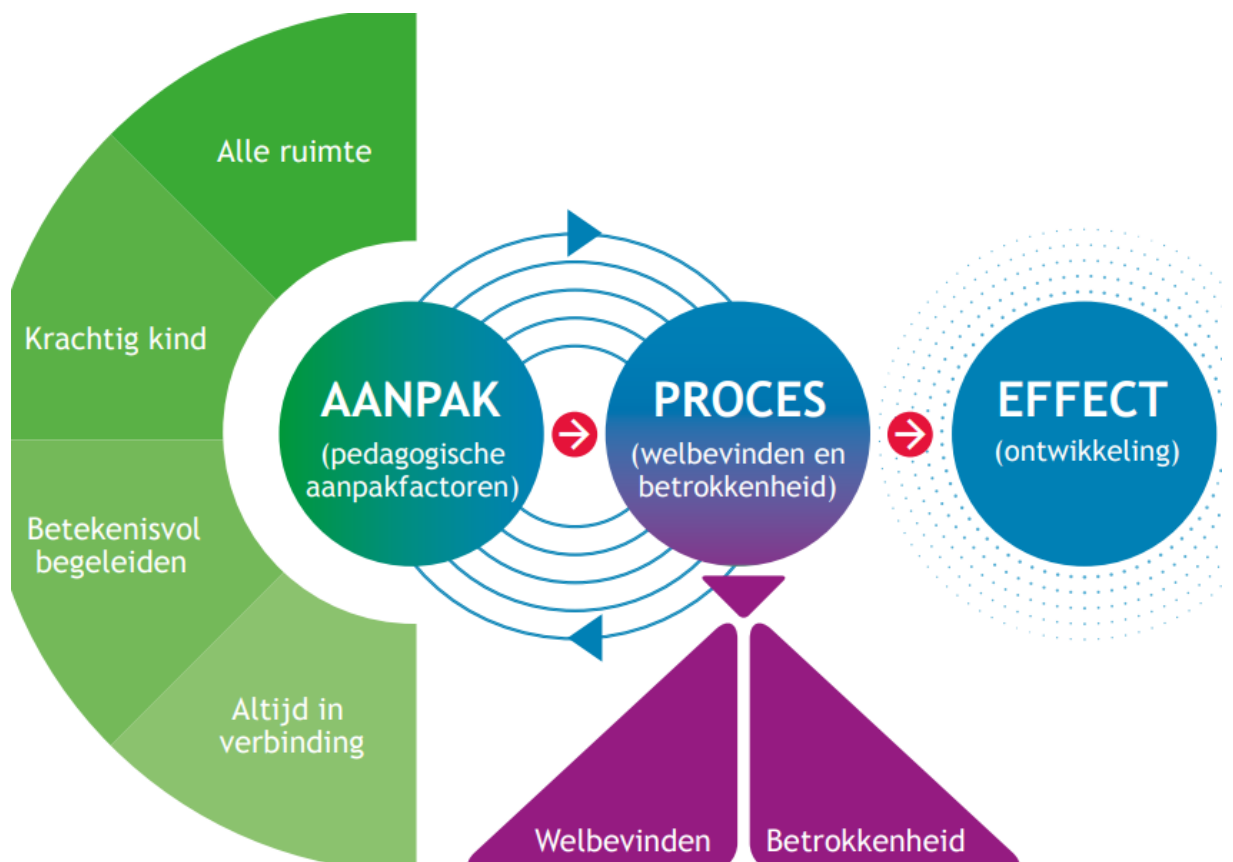 Alle ruimte
Krachtig kind
Betekenisvol
begeleiden
Altijd in
verbinding
AANPAK
(pedagogische
aanpakfactoren)
PROCES
(welbevinden en
betrokkenheid)
EFFECT
(ontwikkeling)
Welbevinden
Betrokkenheid